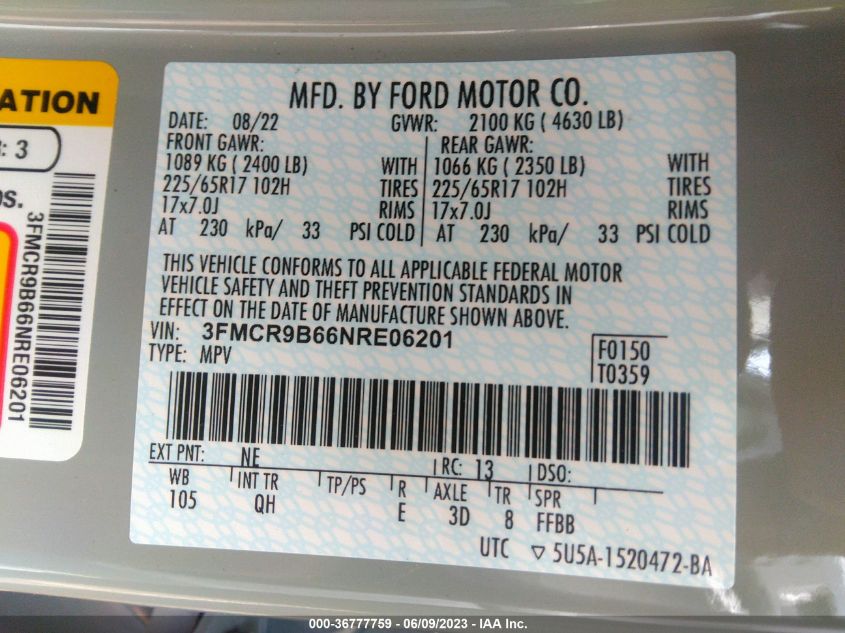 ATION
: 3
os.
3FMCR9B66NRE06201
MFD. BY FORD MOTOR CO.
DATE: 08/22 GVWR: 2100 KG ( 4630 LB)
FRONT GAWR: REAR GAWR:
1089 KG ( 2400 LB) WITH 1066 KG ( 2350 LB) WITH
225/65R17 102H TIRES 225/65R17 102H TIRES
17x7.0J RIMS 17x7.0J RIMS
AT 230 kPa/ 33 PSI COLD AT 230 kPa/ 33 PSI COLD
THIS VEHICLE CONFORMS TO ALL APPLICABLE FEDERAL MOTOR
VEHICLE SAFETY AND THEFT PREVENTION STANDARDS IN
EFFECT ON THE DATE OF MANUFACTURE SHOWN ABOVE.
VIN: 3FMCR9B66NRE06201
TYPE: MPV
F0150
T0359
EXT PNT: NE RC: 13 DSO:
WB INT TR TP/PS R AXLE TR SPR
105 QH E 3D 8 FFBB
UTC ▽ 5U5A-1520472-BA
000-36777759 - 06/09/2023 - IAA Inc.